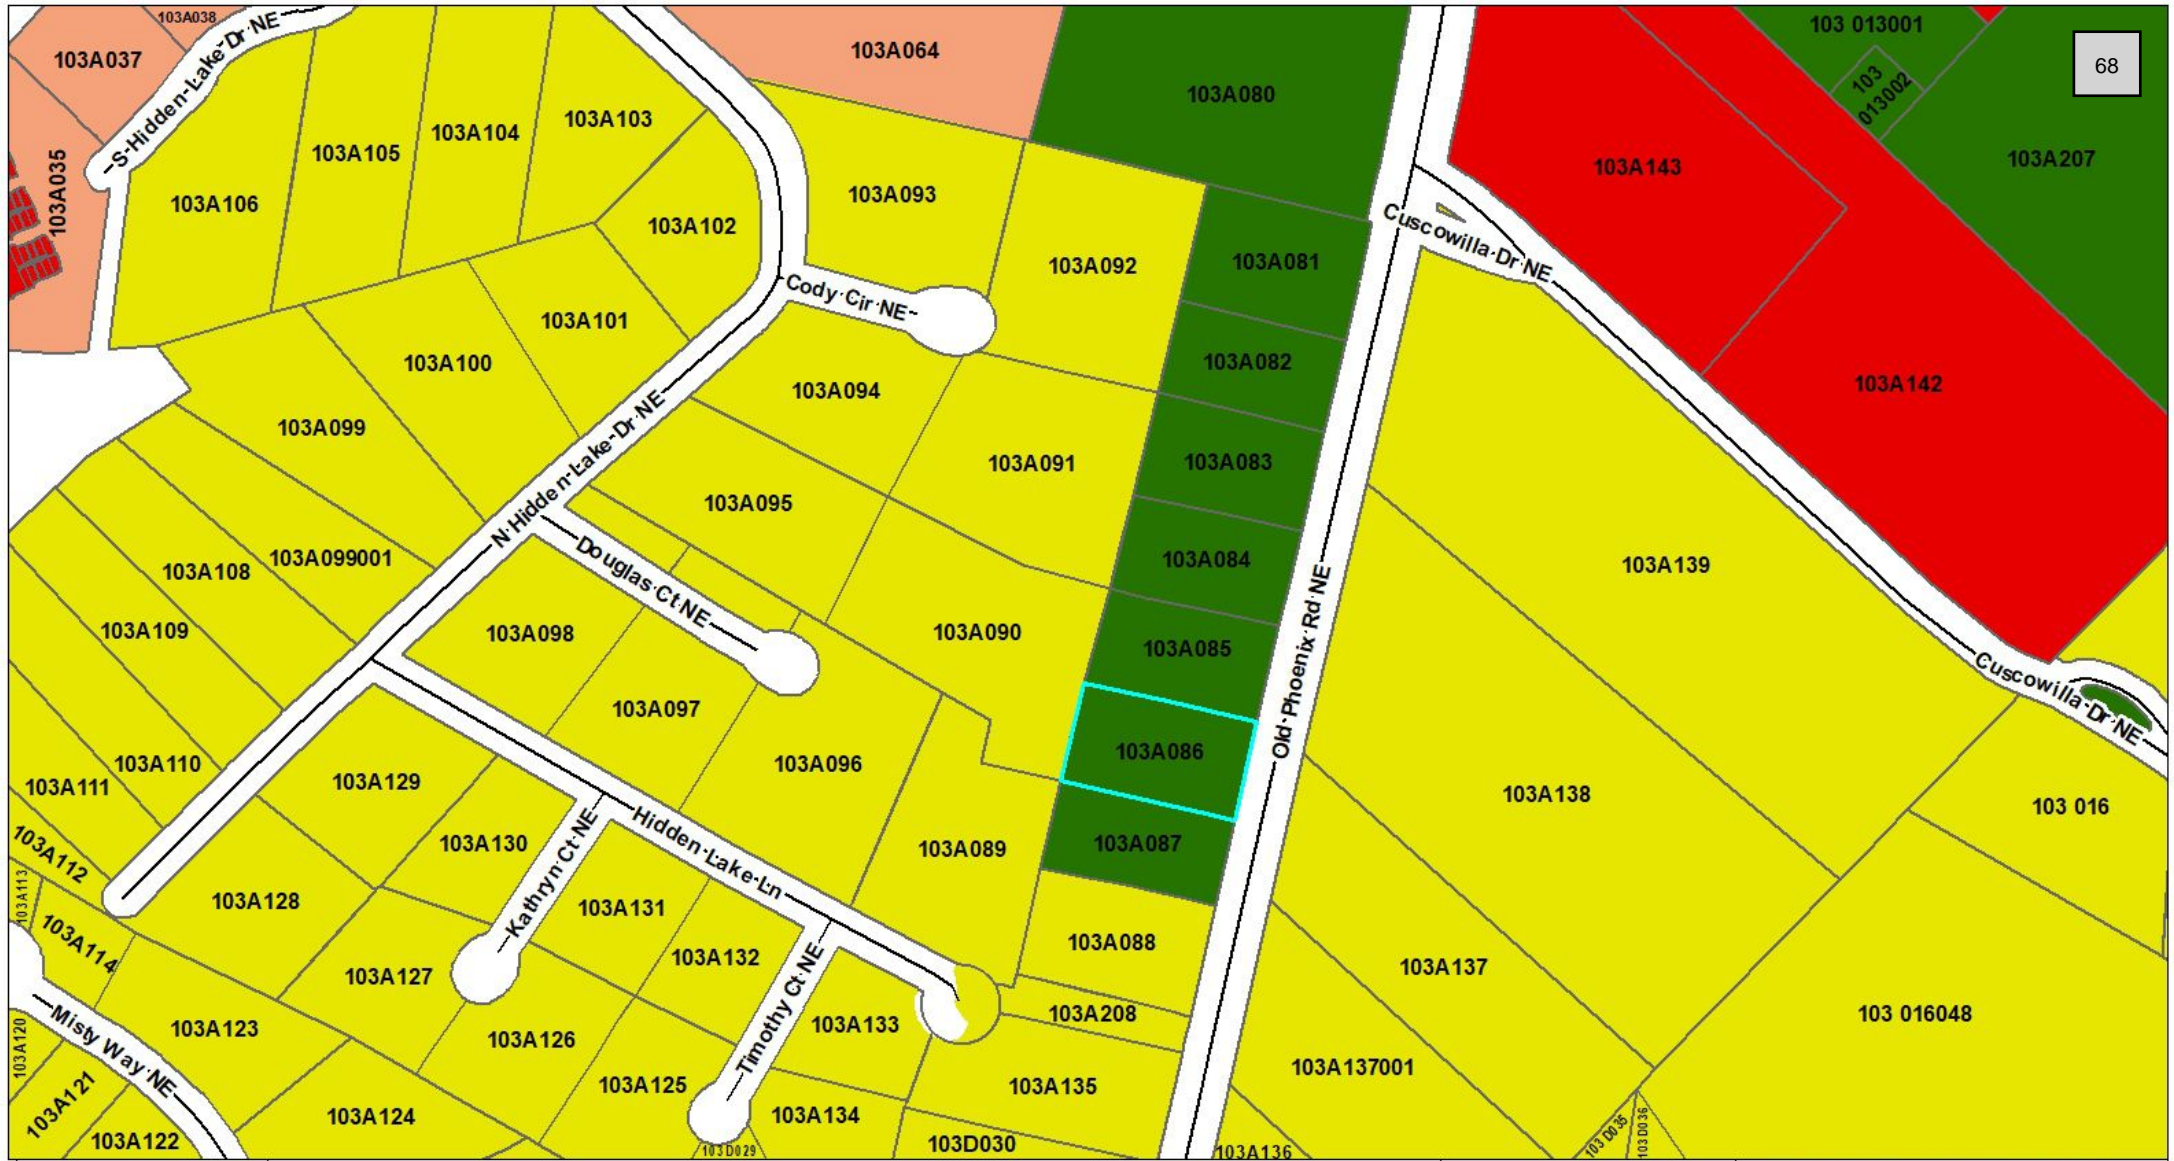 103A038
S Hidden Lake Dr NE
103A037
103A064
103 013001
68
103A080
103
013002
103A035
103A105
103A104
103A103
103A143
103A207
103A106
103A093
103A102
Cuscowilla Dr NE
103A092
103A081
Cody Cir NE
103A101
103A100
103A082
103A142
103A094
N Hidden Lake Dr NE
103A099
103A091
103A083
103A095
103A108
103A099001
Douglas Ct NE
103A084
103A139
103A109
103A098
103A090
Old Phoenix Rd NE
103A085
Cuscowilla Dr NE
103A097
103A086
103A110
103A111
103A129
103A096
103A138
103 016
103A112
103A130
Kathryn Ct NE
Hidden Lake Ln
103A089
103A087
103A113
103A128
103A131
103A114
103A127
103A132
103A088
103A137
Timothy Ct NE
103A208
103 016048
103A120
Misty Way NE
103A123
103A126
103A133
103A137001
103A121
103A125
103A135
103A122
103A124
103A134
103D029
103D030
103A136
103 D035
103 D036